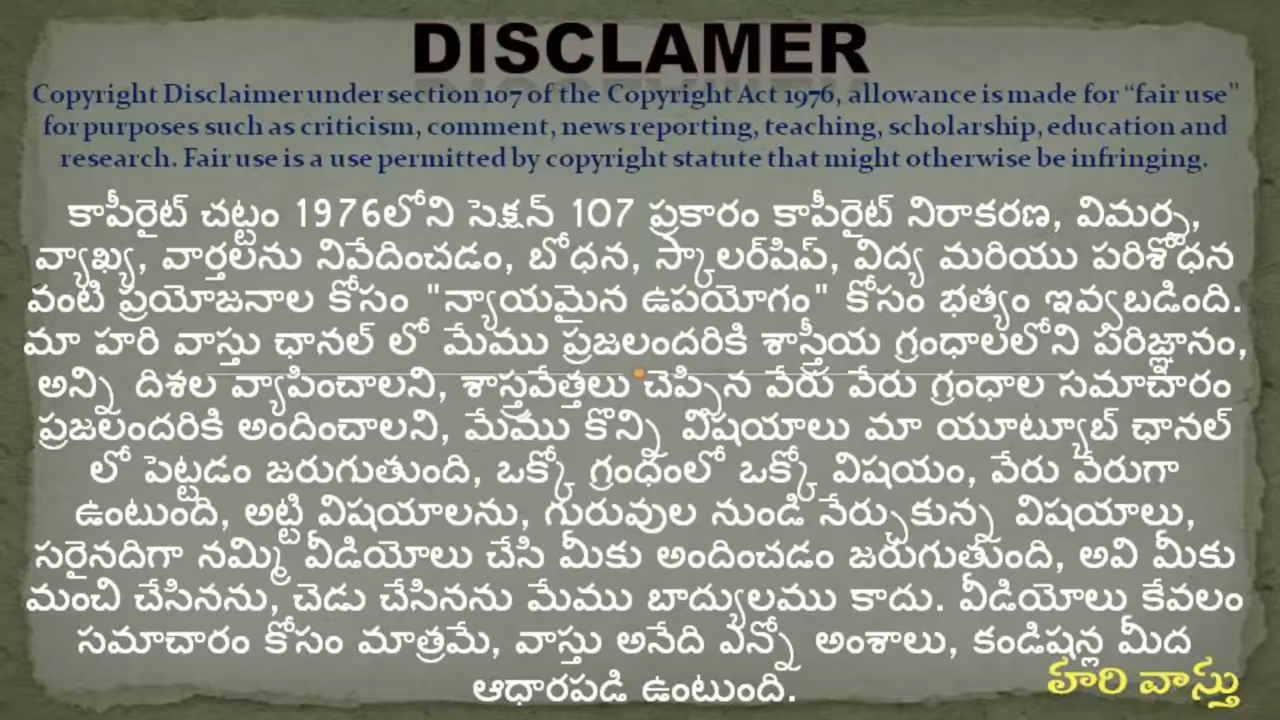 DISCLAMER
Copyright Disclaimer under section 107 of the Copyright Act 1976, allowance is made for “fair use”
for purposes such as criticism, comment, news reporting, teaching, scholarship, education and
research. Fair use is a use permitted by copyright statute that might otherwise be infringing.
కాపీరైట్ చట్టం 1976లోని సెక్షన్ 107 ప్రకారం కాపీరైట్ నిరాకరణ, విమర్శ,
వ్యాఖ్య, వార్తలను నివేదించడం, బోధన, స్కాలర్‌షిప్, విద్య మరియు పరిశోధన
వంటి ప్రయోజనాల కోసం "న్యాయమైన ఉపయోగం" కోసం భత్యం ఇవ్వబడింది.
మా హరి వాస్తు ఛానల్ లో మేము ప్రజలందరికి శాస్త్రీయ గ్రంధాలలోని పరిజ్ఞానం,
అన్ని దిశల వ్యాపించాలని, శాస్త్రవేత్తలు చెప్పిన వేరు వేరు గ్రంధాల సమాచారం
ప్రజలందరికి అందించాలని, మేము కొన్ని విషయాలు మా యూట్యూబ్ ఛానల్
లో పెట్టడం జరుగుతుంది, ఒక్కో గ్రంధంలో ఒక్కో విషయం, వేరు వేరుగా
ఉంటుంది, అట్టి విషయాలను, గురువుల నుండి నేర్చుకున్న విషయాలు,
సరైనదిగా నమ్మి వీడియోలు చేసి మీకు అందించడం జరుగుతుంది, అవి మీకు
మంచి చేసినను, చెడు చేసినను మేము బాద్యులము కాదు. వీడియోలు కేవలం
సమాచారం కోసం మాత్రమే, వాస్తు అనేది ఎన్నో అంశాలు, కండిషన్ల మీద
ఆధారపడి ఉంటుంది.
హరి వాస్తు